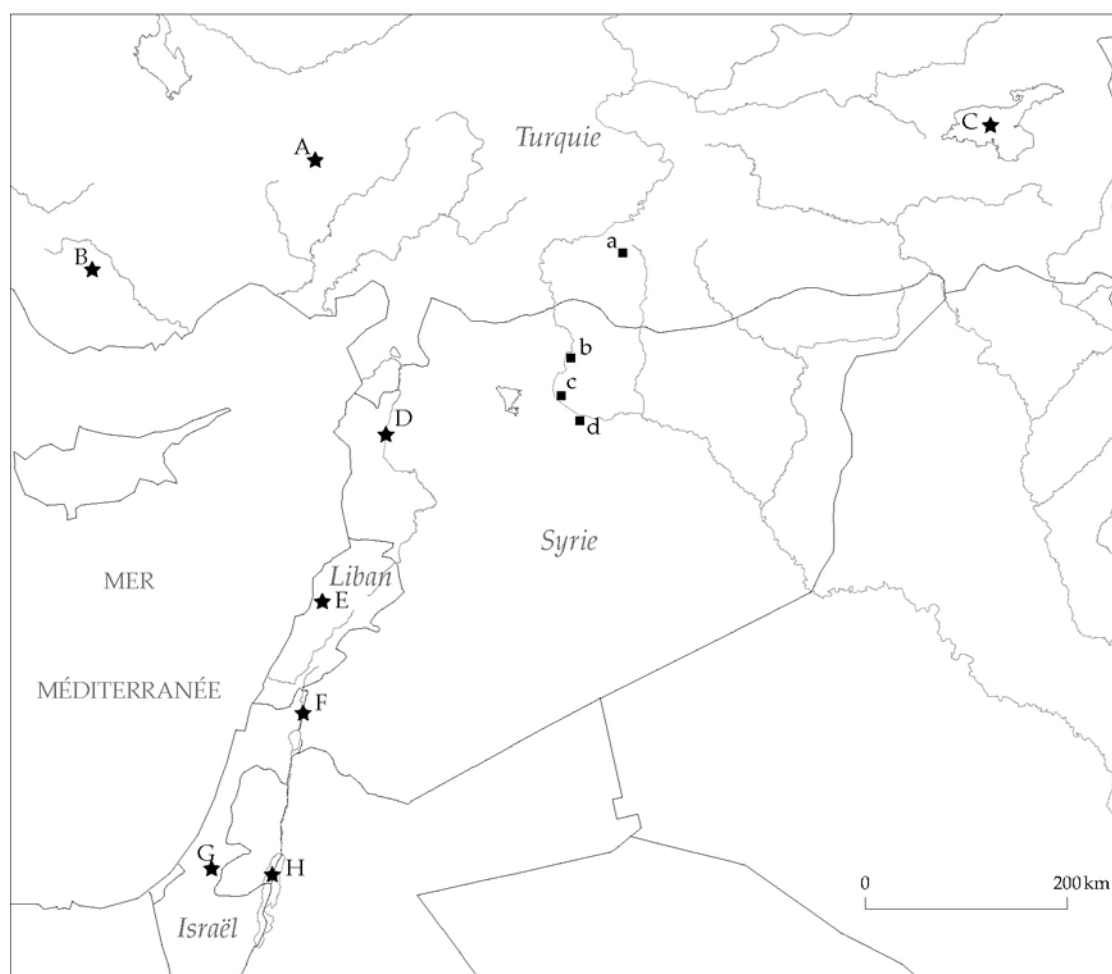 C
Turquie
A
a
B
b
c
D
d
Syrie
MER
Liban
E
MÉDITERRANÉE
F
G
H
0
200 km
Israël